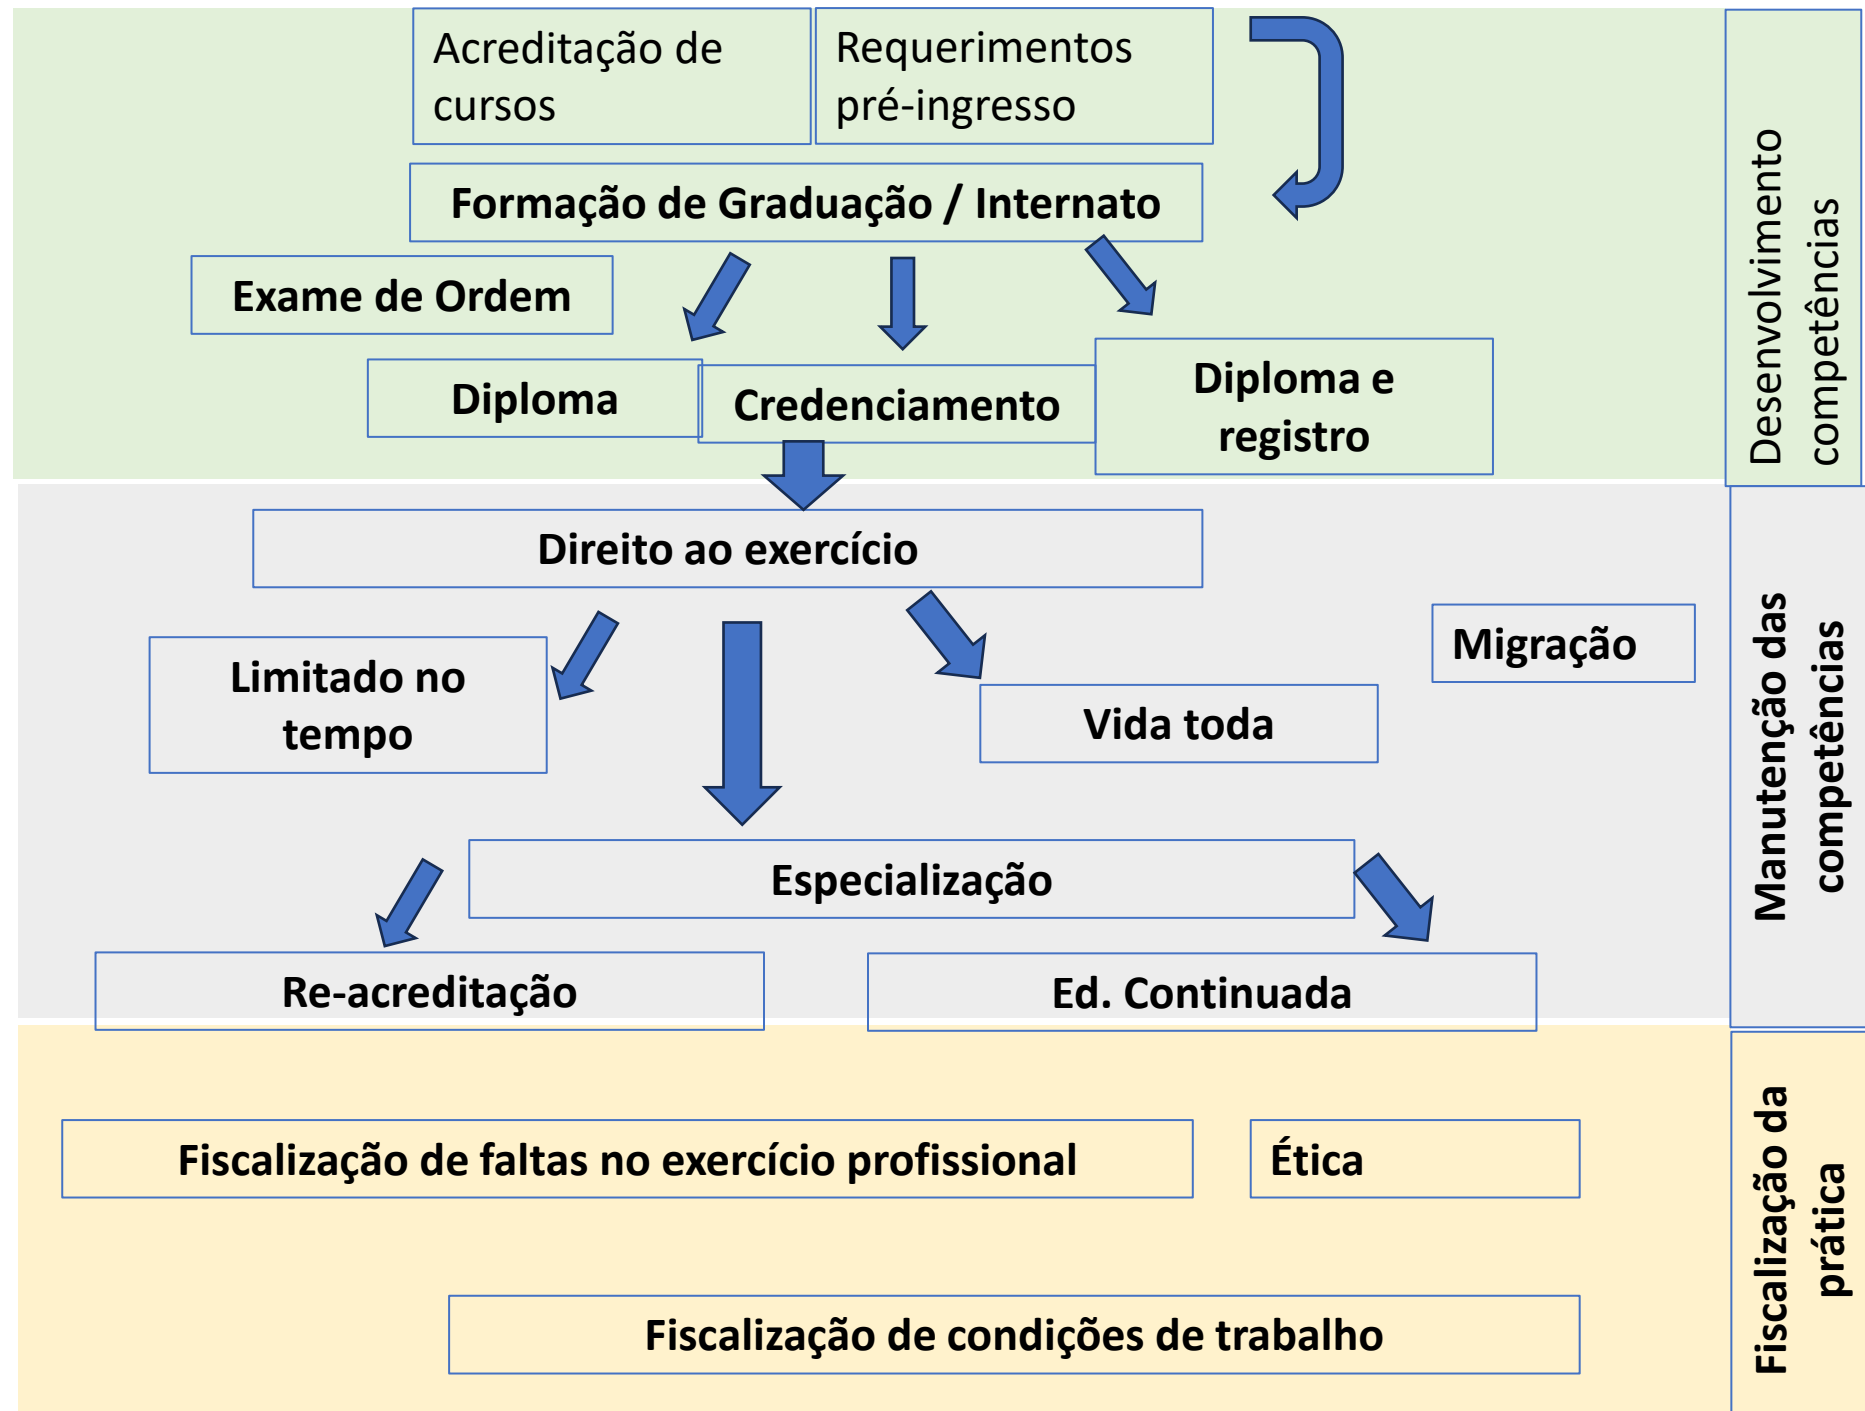 Acreditação de
cursos
Requerimentos
pré-ingresso
Formação de Graduação / Internato
Exame de Ordem
Diploma
Credenciamento
Diploma e
registro
Desenvolvimento
competências
Direito ao exercício
Limitado no
tempo
Vida toda
Migração
Especialização
Re-acreditação
Ed. Continuada
Manutenção das
competências
Fiscalização de faltas no exercício profissional
Ética
Fiscalização de condições de trabalho
Fiscalização da
prática